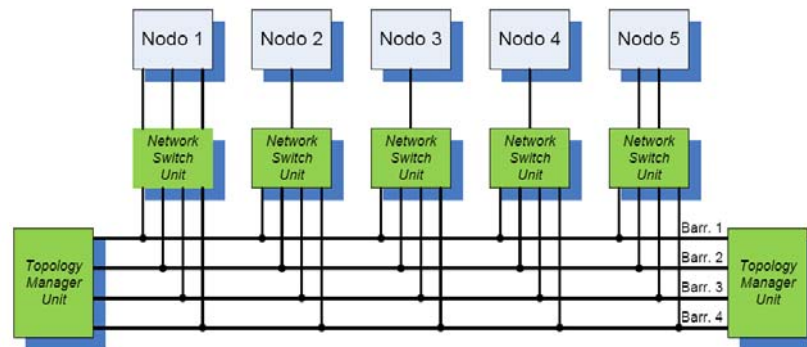 Nodo 1
Nodo 2
Nodo 3
Nodo 4
Nodo 5
Network
Switch
Unit
Network
Switch
Unit
Network
Switch
Unit
Network
Switch
Unit
Network
Switch
Unit
Topology
Manager
Unit
Barr. 1
Barr. 2
Barr. 3
Barr. 4
Topology
Manager
Unit